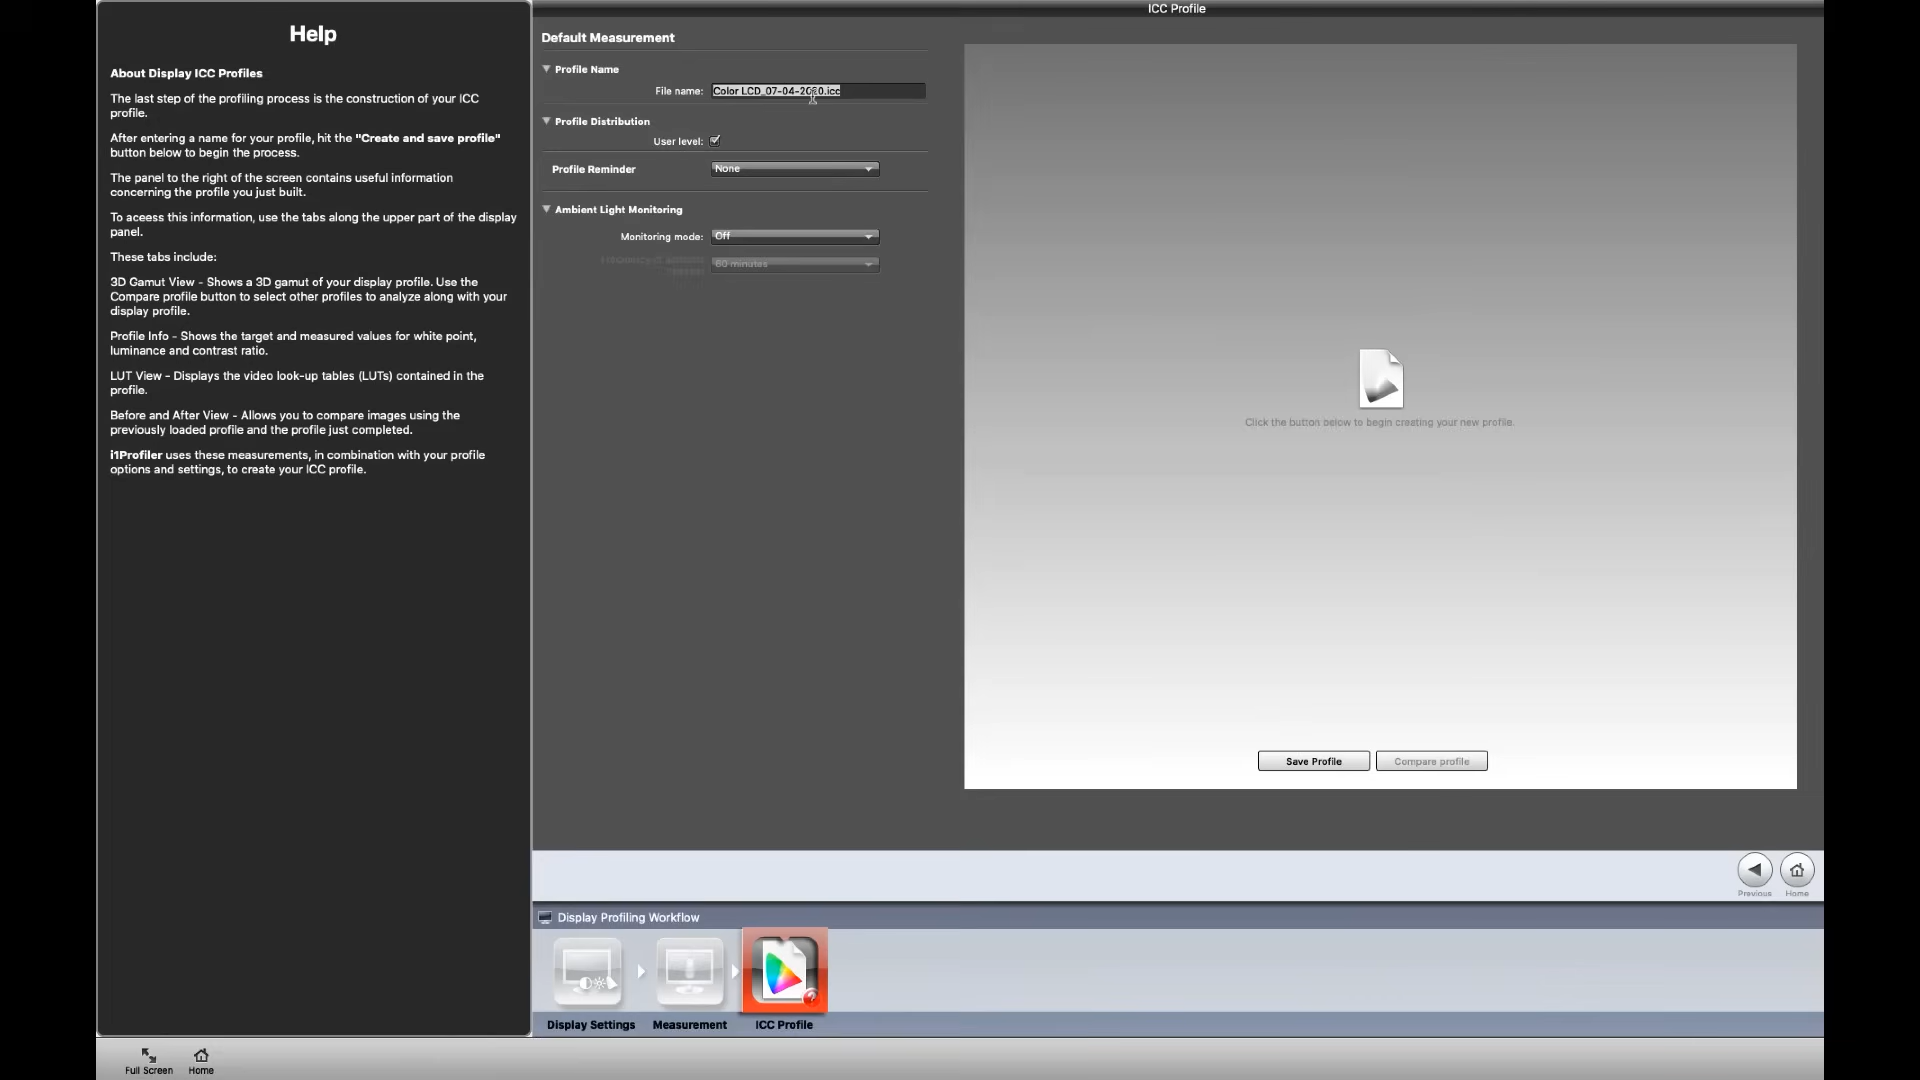 ICC Profile
Help
About Display ICC Profiles
The last step of the profiling process is the construction of your ICC
profile.
After entering a name for your profile, hit the "Create and save profile"
button below to begin the process.
The panel to the right of the screen contains useful information
concerning the profile you just built.
To acess this information, use the tabs along the upper part of the display
panel.
These tabs include:
3D Gamut View - Shows a 3D gamut of your display profile. Use the
Compare profile button to select other profiles to analyze along with your
display profile.
Profile Info - Shows the target and measured values for white point,
luminance and contrast ratio.
LUT View - Displays the video look-up tables (LUTs) contained in the
profile.
Before and After View - Allows you to compare images using the
previously loaded profile and the profile just completed.
i1Profiler uses these measurements, in combination with your profile
options and settings, to create your ICC profile.
Default Measurement
Profile Name
File name: Color LCD_07-04-2020.icc
Profile Distribution
User level:
Profile Reminder None
Ambient Light Monitoring
Monitoring mode: Off
60 minutes
Click the button below to begin creating your new profile.
Save Profile Compare profile
Previous Home
Display Profiling Workflow
Display Settings Measurement ICC Profile
Full Screen Home